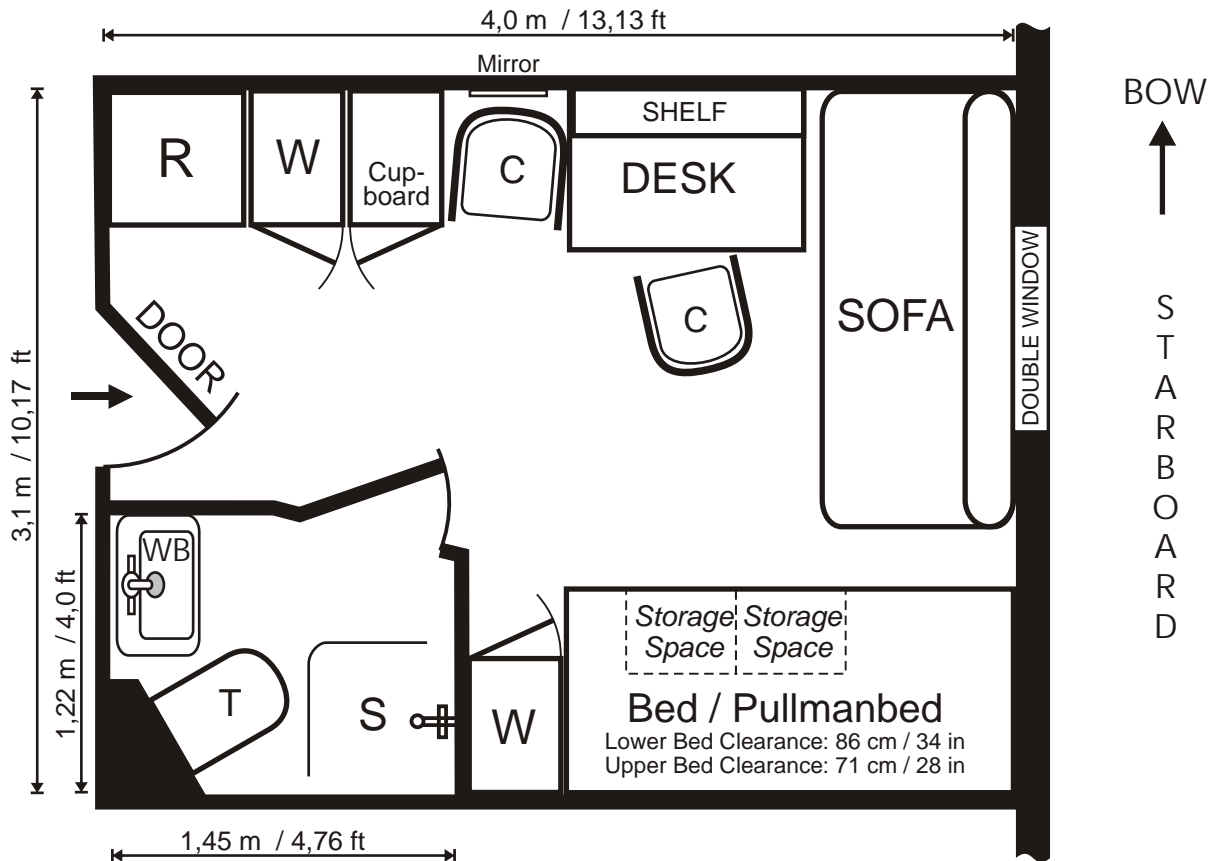 4,0 m / 13,13 ft
Mirror
BOW
R
W
Cup-
board
C
SHELF
DESK
SOFA
DOUBLE WINDOW
STARBOARD
DOOR
C
3,1 m / 10,17 ft
1,22 m / 4,0 ft
WB
T
S
W
Storage Space
Storage Space
Bed / Pullmanbed
Lower Bed Clearance: 86 cm / 34 in
Upper Bed Clearance: 71 cm / 28 in
1,45 m / 4,76 ft